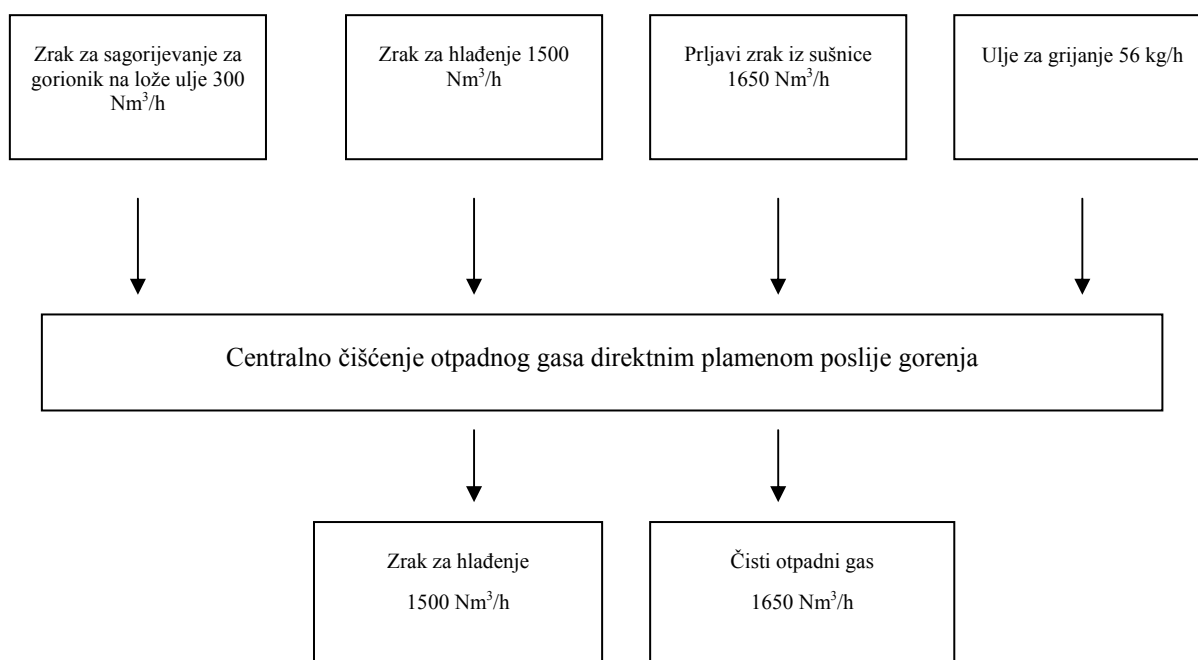 Zrak za sagorijevanje za
gorionik na lože ulje 300
Nm³/h
Zrak za hlađenje 1500
Nm³/h
Prljavi zrak iz sušnice
1650 Nm³/h
Ulje za grijanje 56 kg/h
Centralno čišćenje otpadnog gasa direktnim plamenom poslije gorenja
Zrak za hlađenje
1500 Nm³/h
Čisti otpadni gas
1650 Nm³/h